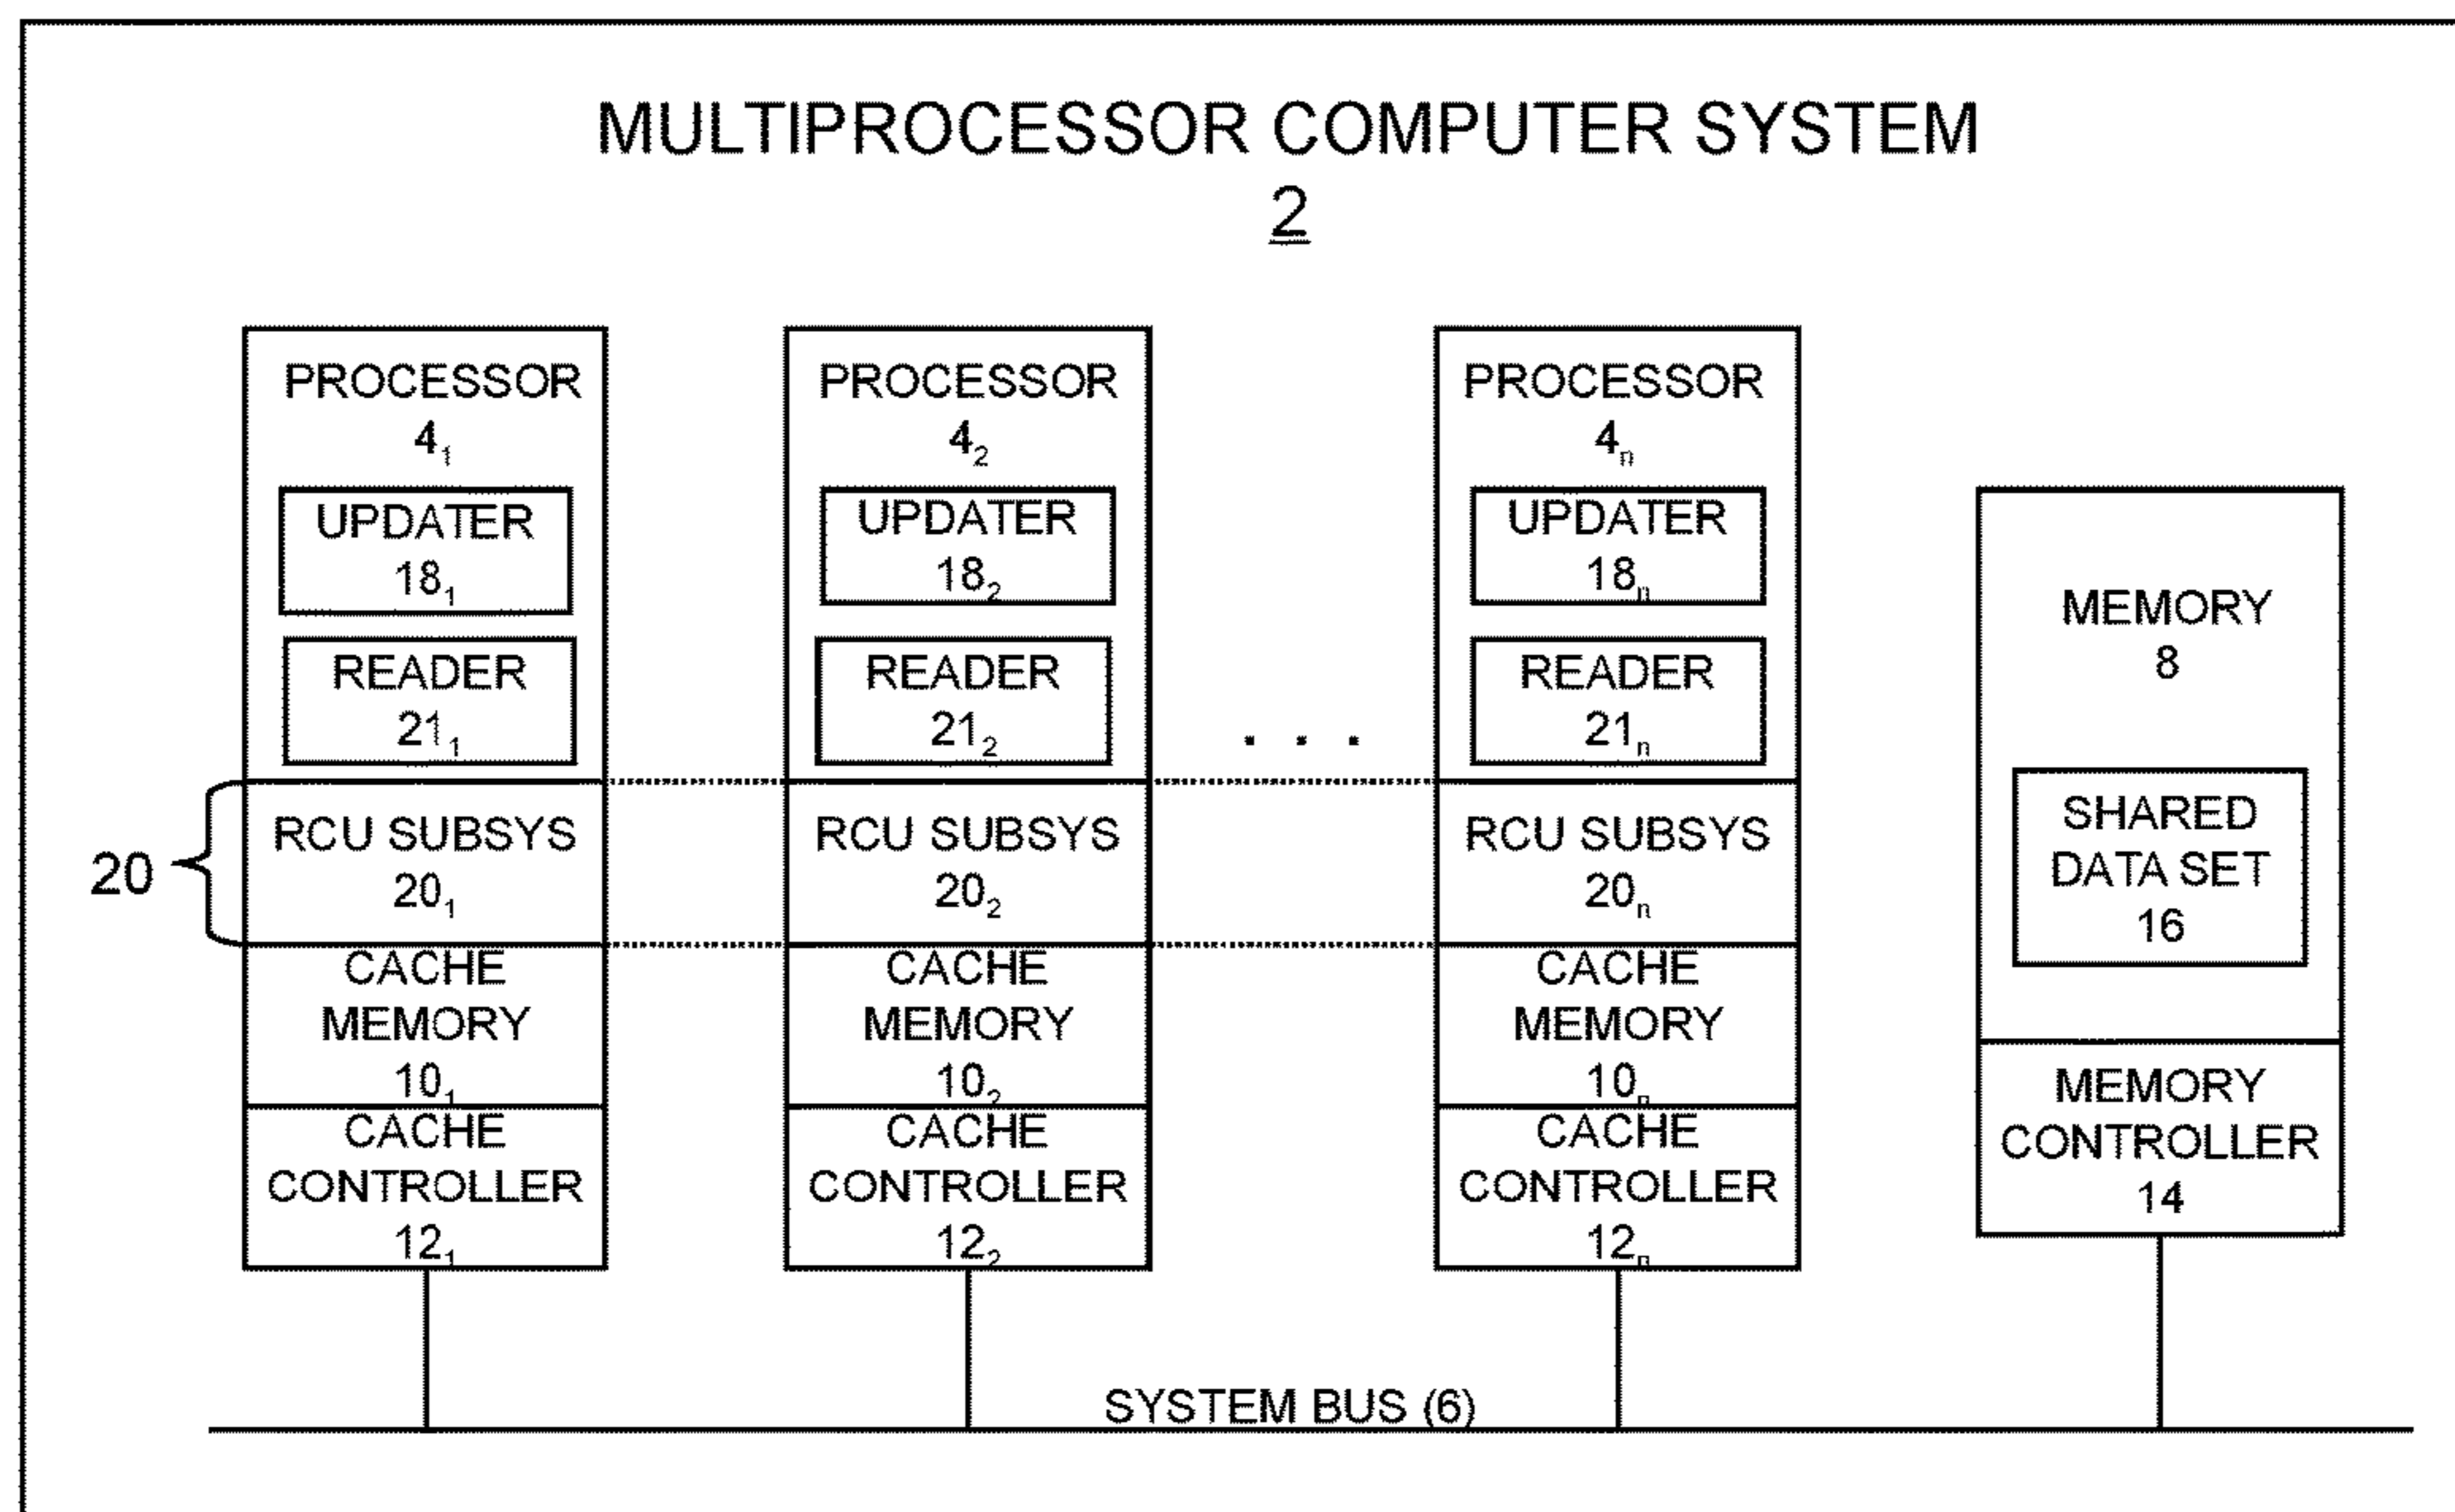 MULTIPROCESSOR COMPUTER SYSTEM
2
PROCESSOR
4₁
UPDATER
18₁
READER
21₁
RCU SUBSYS
20₁
CACHE
MEMORY
10₁
CACHE
CONTROLLER
12₁
20
PROCESSOR
4₂
UPDATER
18₂
READER
21₂
RCU SUBSYS
20₂
CACHE
MEMORY
10₂
CACHE
CONTROLLER
12₂
. . .
PROCESSOR
4ₙ
UPDATER
18ₙ
READER
21ₙ
RCU SUBSYS
20ₙ
CACHE
MEMORY
10ₙ
CACHE
CONTROLLER
12ₙ
MEMORY
8
SHARED
DATA SET
16
MEMORY
CONTROLLER
14
SYSTEM BUS (6)